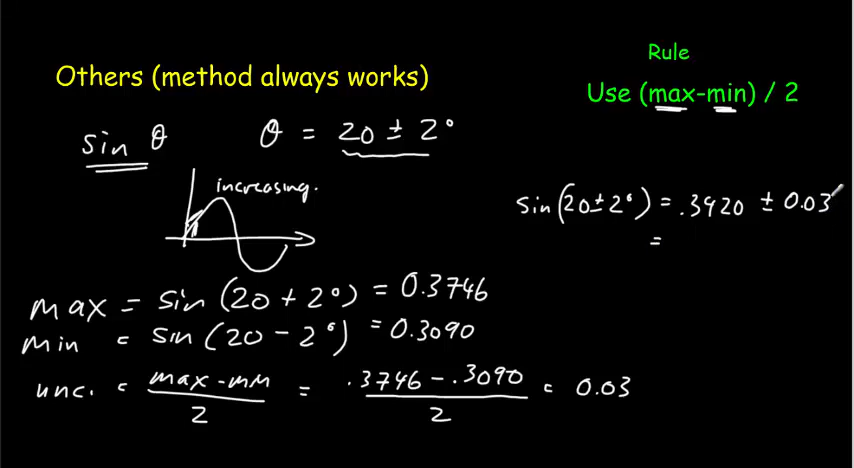 Rule
Others (method always works)
Use (max-min) / 2
sin θ θ = 20 ± 2°
increasing.
sin(20±2°) = .3920 ± 0.03
=
max = sin (20 + 2°) = 0.3746
min = sin (20 - 2°) = 0.3090
unc. = max-min / 2 = .3746 - .3090 / 2 = 0.03